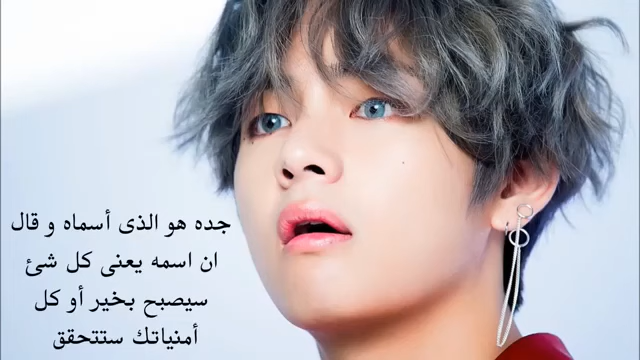 جده هو الذى أسماه و قال
ان اسمه يعنى كل شئ
سيصبح بخير أو كل
أمنياتك ستتحقق